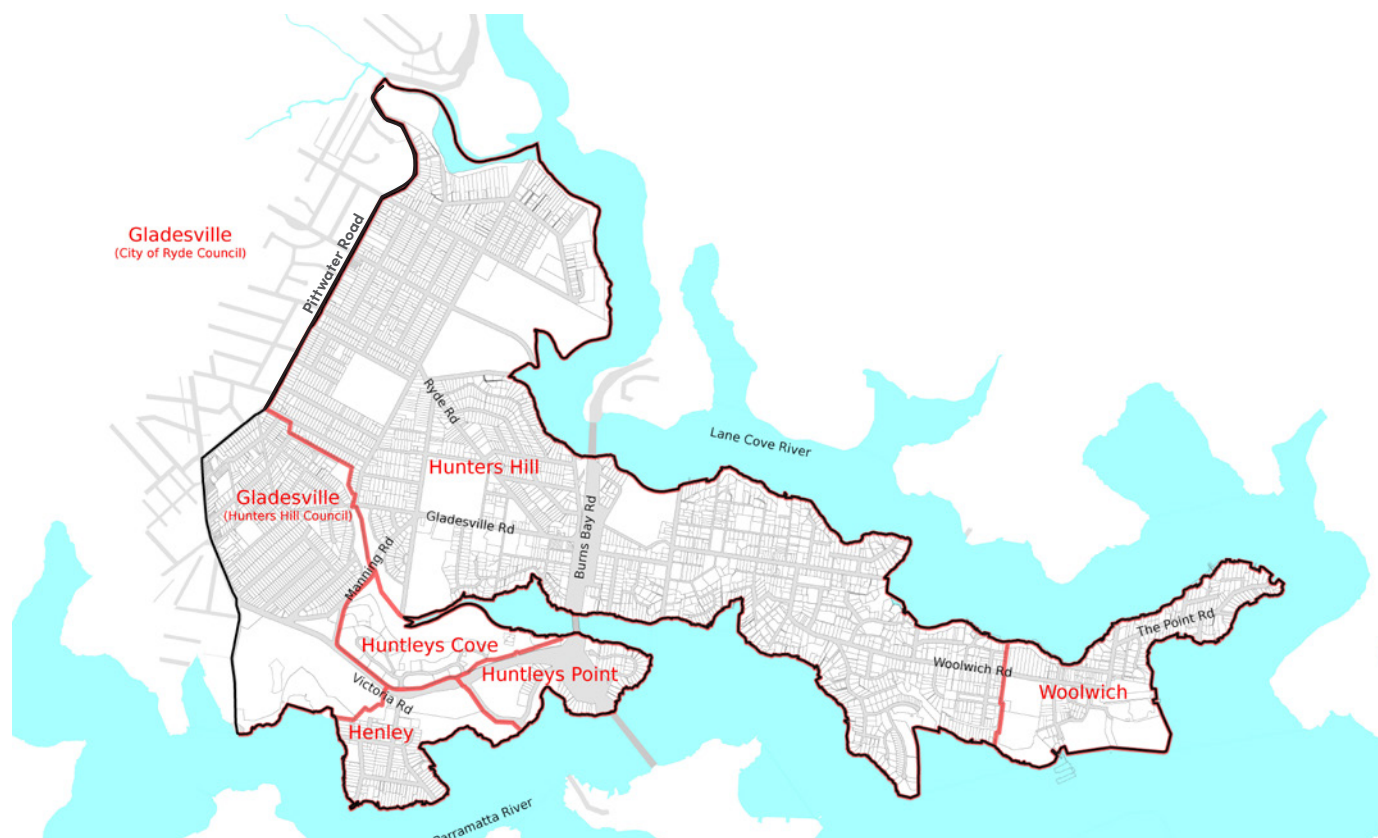 Gladesville
(City of Ryde Council)
Pittwater Road
Ryde Rd
Lane Cove River
Hunters Hill
Gladesville
(Hunters Hill Council)
Gladesville Rd
Burns Bay Rd
Manning Rd
The Point Rd
Huntleys Cove
Huntleys Point
Woolwich Rd
Woolwich
Victoria Rd
Henley
Parramatta River